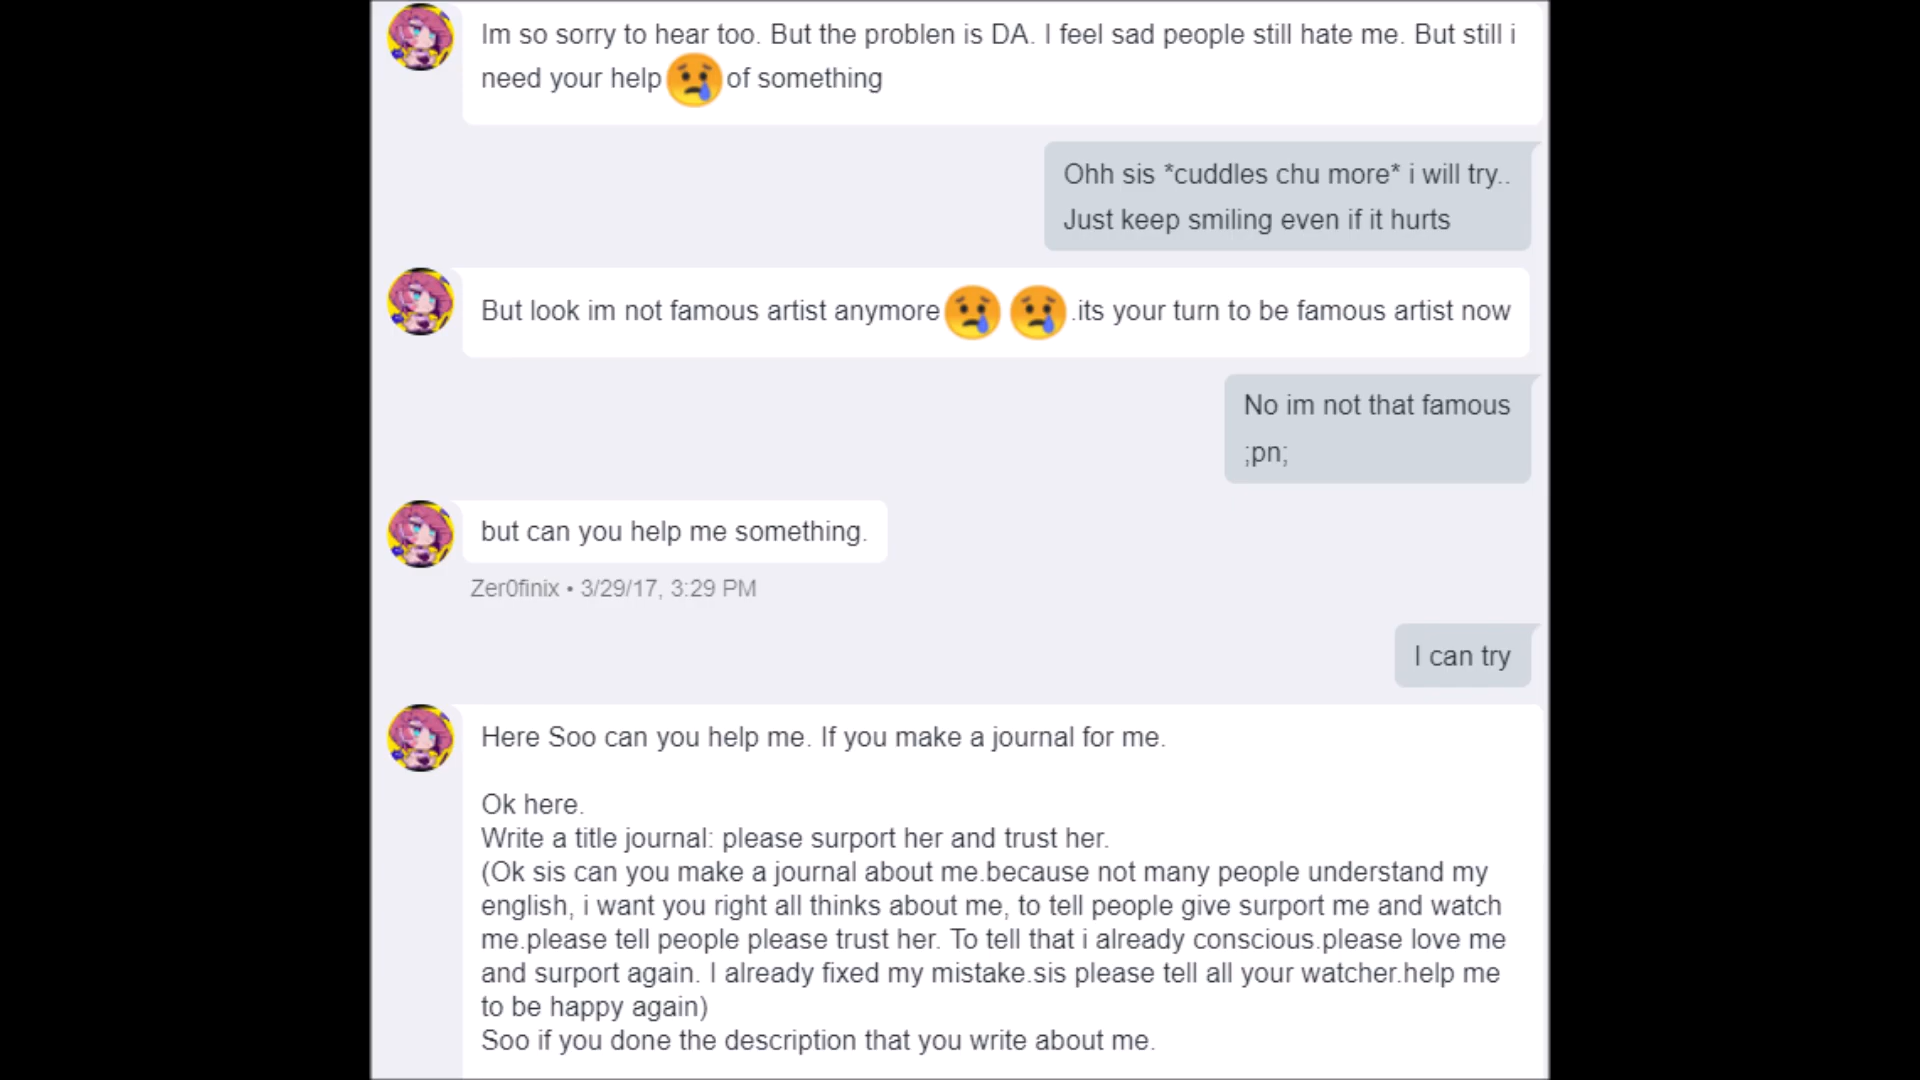 Im so sorry to hear too. But the problen is DA. I feel sad people still hate me. But still i
need your help 😢 of something
Ohh sis *cuddles chu more* i will try..
Just keep smiling even if it hurts
But look im not famous artist anymore 😢 😢 .its your turn to be famous artist now
No im not that famous
;pn;
but can you help me something.
Zer0finix • 3/29/17, 3:29 PM
I can try
Here Soo can you help me. If you make a journal for me.
Ok here.
Write a title journal: please surport her and trust her.
(Ok sis can you make a journal about me.because not many people understand my
english, i want you right all thinks about me, to tell people give surport me and watch
me.please tell people please trust her. To tell that i already conscious.please love me
and surport again. I already fixed my mistake.sis please tell all your watcher.help me
to be happy again)
Soo if you done the description that you write about me.